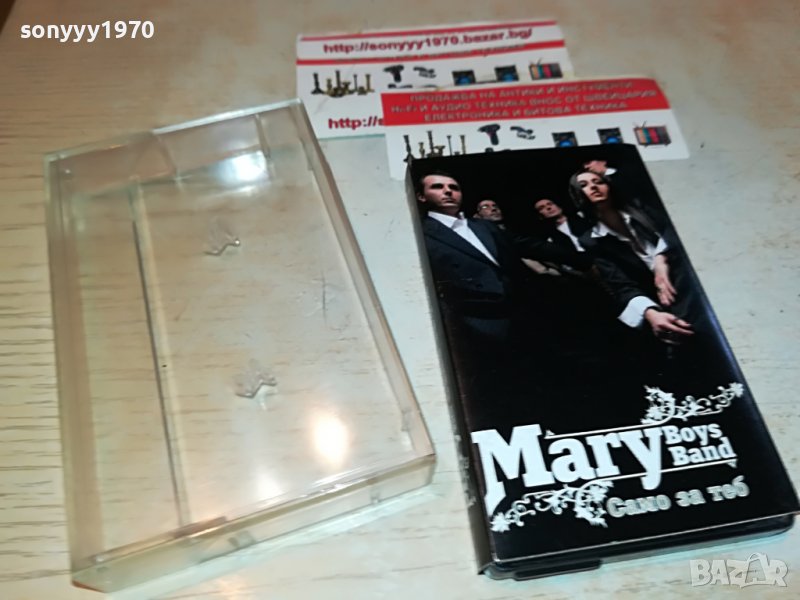 sonyyy1970
http://sonyyy1970.bazar.bg/
ПРОДАЖБА НА АНТИКИ И
HI-FI И АУДИО ТЕХНИКА ВНОС ОТ ШВЕЙЦАРИЯ
ЕЛЕКТРОНИКА И БИТОВА ТЕХНИКА
http://s
Mary
Boys
Band
Само за теб
BAZAR